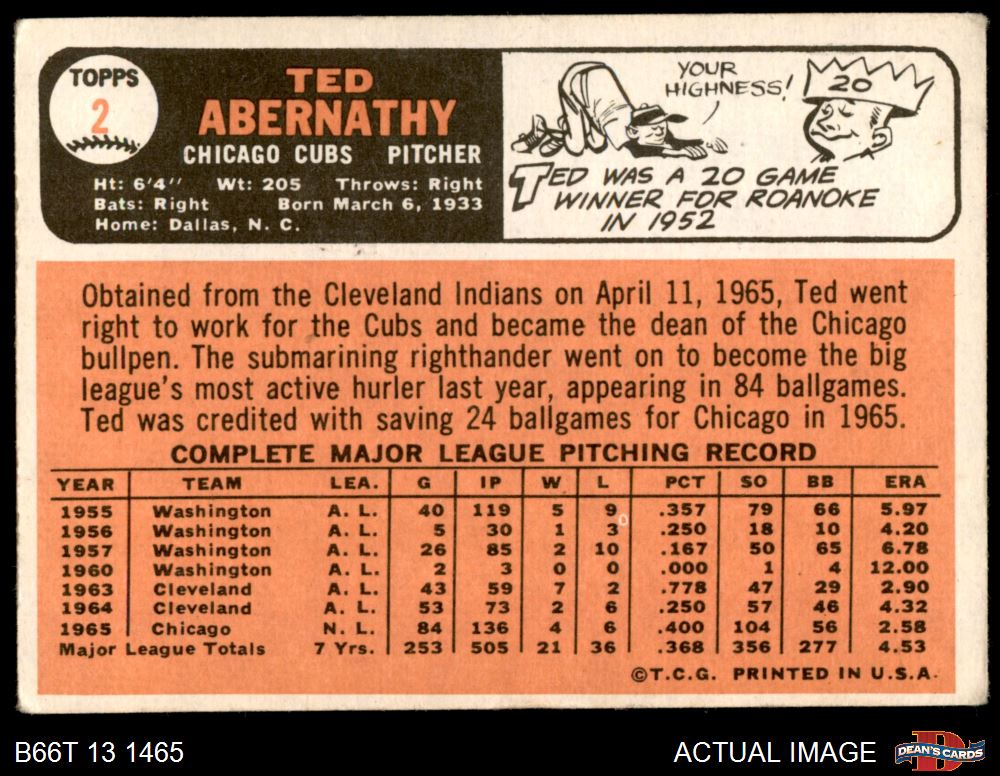 TOPPS
2
TED
ABERNATHY
CHICAGO CUBS PITCHER
Ht: 6'4" Wt: 205 Throws: Right
Bats: Right Born March 6, 1933
Home: Dallas, N. C.
YOUR
HIGHNESS!
20
TED WAS A 20 GAME
WINNER FOR ROANOKE
IN 1952
Obtained from the Cleveland Indians on April 11, 1965, Ted went
right to work for the Cubs and became the dean of the Chicago
bullpen. The submarining righthander went on to become the big
league's most active hurler last year, appearing in 84 ballgames.
Ted was credited with saving 24 ballgames for Chicago in 1965.
COMPLETE MAJOR LEAGUE PITCHING RECORD
YEAR TEAM LEA. G IP W L PCT SO BB ERA
1955 Washington A. L. 40 119 5 9 .357 79 66 5.97
1956 Washington A. L. 5 30 1 3 .250 18 10 4.20
1957 Washington A. L. 26 85 2 10 .167 50 65 6.78
1960 Washington A. L. 2 3 0 0 .000 1 4 12.00
1963 Cleveland A. L. 43 59 7 2 .778 47 29 2.90
1964 Cleveland A. L. 53 73 2 6 .250 57 46 4.32
1965 Chicago N. L. 84 136 4 6 .400 104 56 2.58
Major League Totals 7 Yrs. 253 505 21 36 .368 356 277 4.53
©T.C.G. PRINTED IN U.S.A.
B66T 13 1465
ACTUAL IMAGE
DEAN'S CARDS